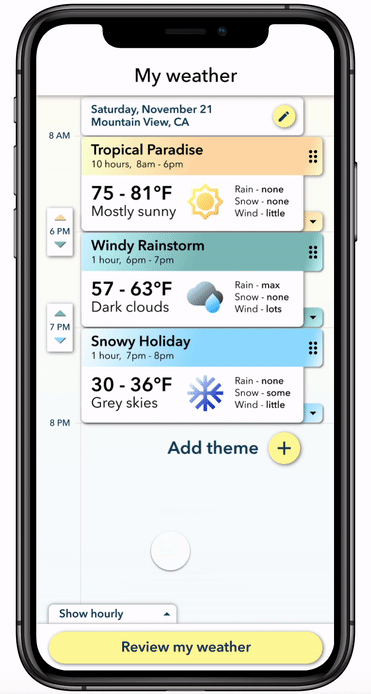 My weather
Saturday, November 21
Mountain View, CA
8 AM
Tropical Paradise
10 hours, 8am - 6pm
75 - 81°F
Mostly sunny
Rain - none
Snow - none
Wind - little
6 PM
Windy Rainstorm
1 hour, 6pm - 7pm
57 - 63°F
Dark clouds
Rain - max
Snow - none
Wind - lots
7 PM
Snowy Holiday
1 hour, 7pm - 8pm
30 - 36°F
Grey skies
Rain - none
Snow - some
Wind - little
8 PM
Add theme
Show hourly
Review my weather